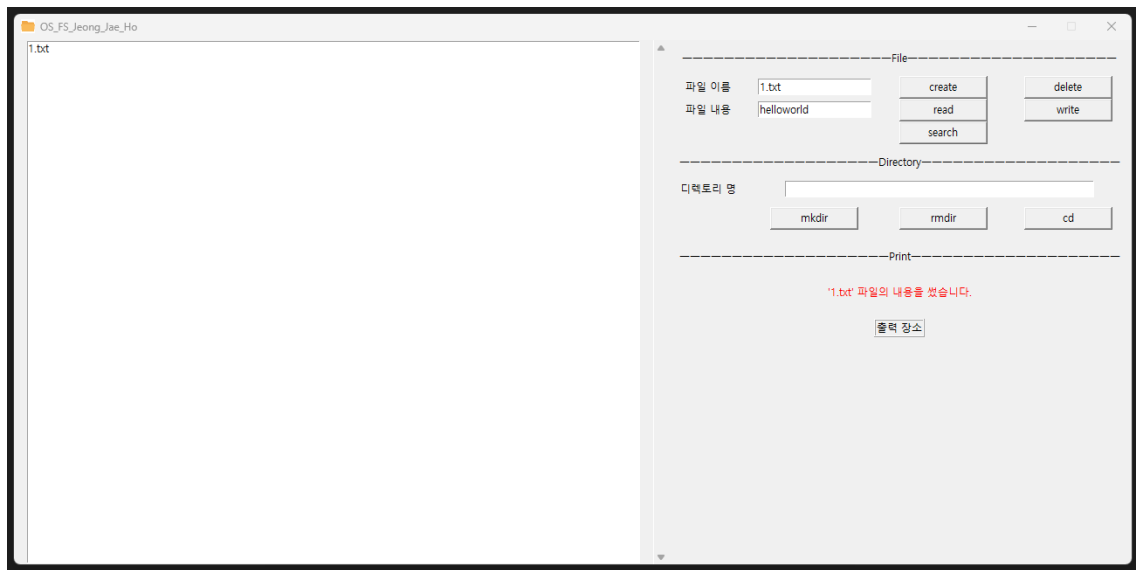 OS_FS_Jeong_Jae_Ho
1.txt
File
파일 이름 1.txt create delete
파일 내용 helloworld read write
search
Directory
디렉토리 명
mkdir rmdir cd
Print
'1.txt' 파일의 내용을 썼습니다.
출력 장소